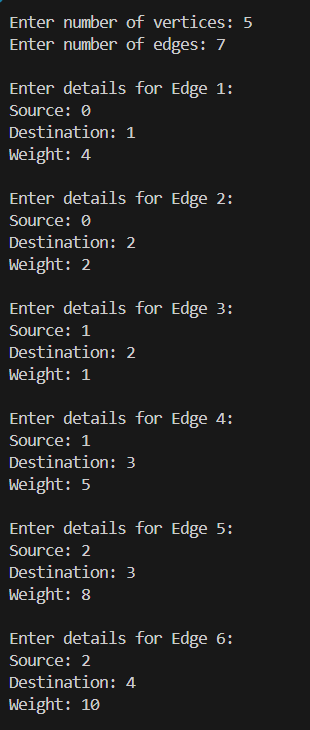 Enter number of vertices: 5
Enter number of edges: 7
Enter details for Edge 1:
Source: 0
Destination: 1
Weight: 4
Enter details for Edge 2:
Source: 0
Destination: 2
Weight: 2
Enter details for Edge 3:
Source: 1
Destination: 2
Weight: 1
Enter details for Edge 4:
Source: 1
Destination: 3
Weight: 5
Enter details for Edge 5:
Source: 2
Destination: 3
Weight: 8
Enter details for Edge 6:
Source: 2
Destination: 4
Weight: 10